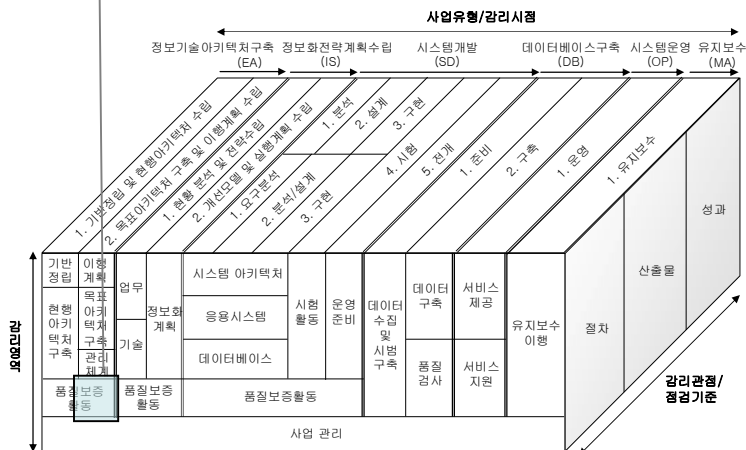 사업유형/감리시점
정보기술아키텍처구축
(EA)
정보화전략계획수립
(IS)
시스템개발
(SD)
데이터베이스구축
(DB)
시스템운영
(OP)
유지보수
(MA)
1. 기반정립 및 현행아키텍처 수립
2. 목표아키텍처 구축 및 이행계획 수립
1. 현황 분석 및 전략수립
2. 개선모델 및 실행계획 수립
1. 분석
2. 설계
3. 구현
1. 요구분석
2. 분석/설계
3. 구현
4. 시험
5. 전개
1. 준비
2. 구축
1. 운영
1. 유지보수
감리영역
기반
정립
이행
계획
현행
아키
텍처
구축
목표
아키
텍처
구축
관리
체계
업무
기술
정보화
계획
시스템 아키텍처
응용시스템
데이터베이스
시험
활동
운영
준비
데이터
수집
및
시범
구축
데이터
구축
품질
검사
서비스
제공
서비스
지원
유지보수
이행
품질보증
활동
품질보증
활동
품질보증활동
사업 관리
절차
산출물
성과
감리관점/
점검기준